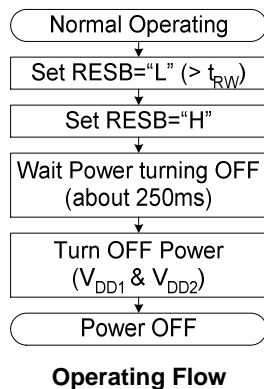 Normal Operating
Set RESB=“L” (> tRW)
Set RESB=“H”
Wait Power turning OFF
(about 250ms)
Turn OFF Power
(VDD1 & VDD2)
Power OFF
Operating Flow